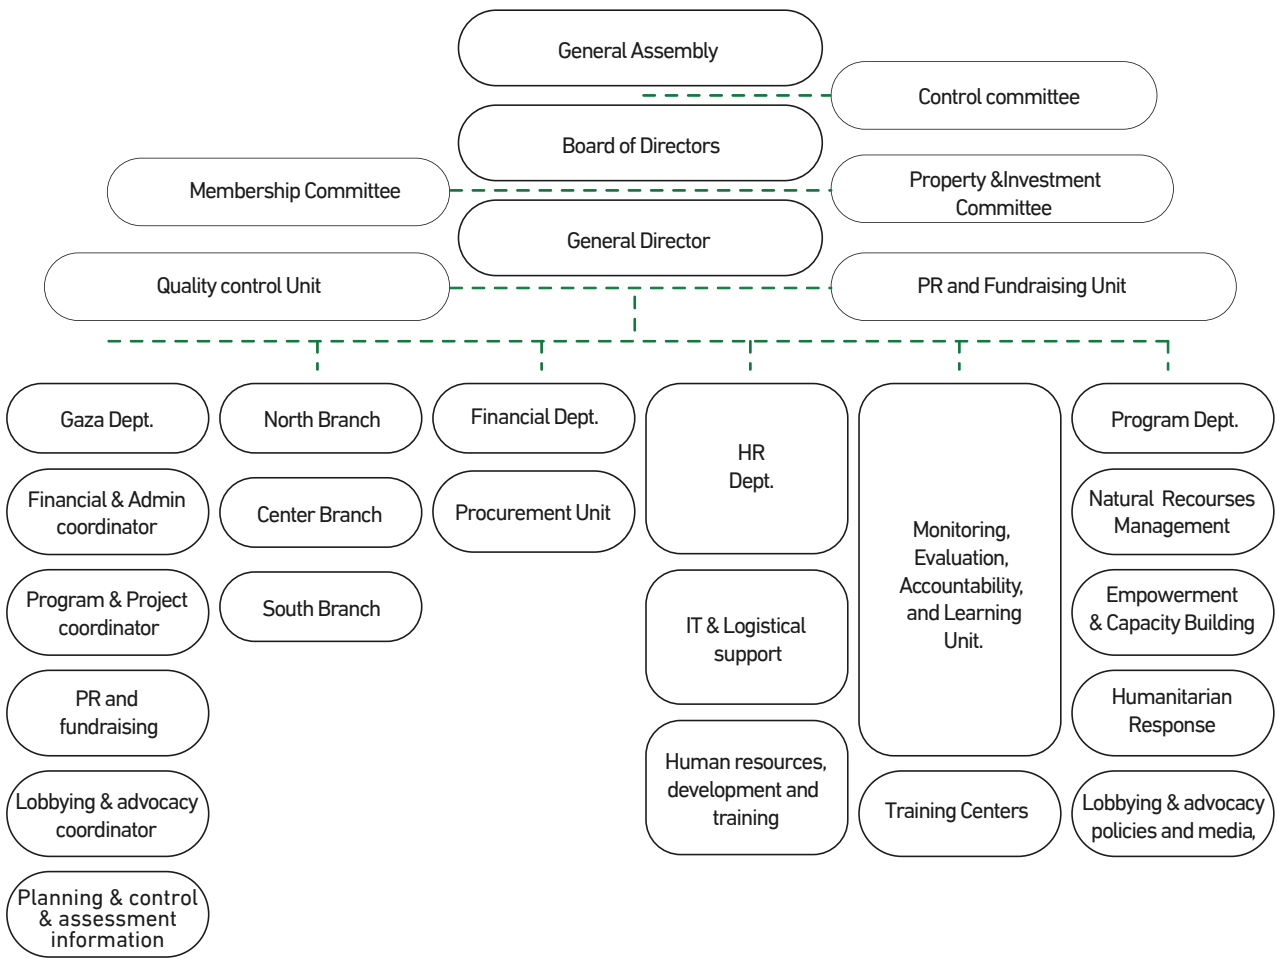 General Assembly
Control committee
Board of Directors
Membership Committee
Property &Investment
Committee
General Director
Quality control Unit
PR and Fundraising Unit
Gaza Dept.
Financial & Admin
coordinator
Program & Project
coordinator
PR and
fundraising
Lobbying & advocacy
coordinator
Planning & control
& assessment
information
North Branch
Center Branch
South Branch
Financial Dept.
Procurement Unit
HR
Dept.
IT & Logistical
support
Human resources,
development and
training
Monitoring,
Evaluation,
Accountability,
and Learning
Unit.
Training Centers
Program Dept.
Natural Recourses
Management
Empowerment
& Capacity Building
Humanitarian
Response
Lobbying & advocacy
policies and media,